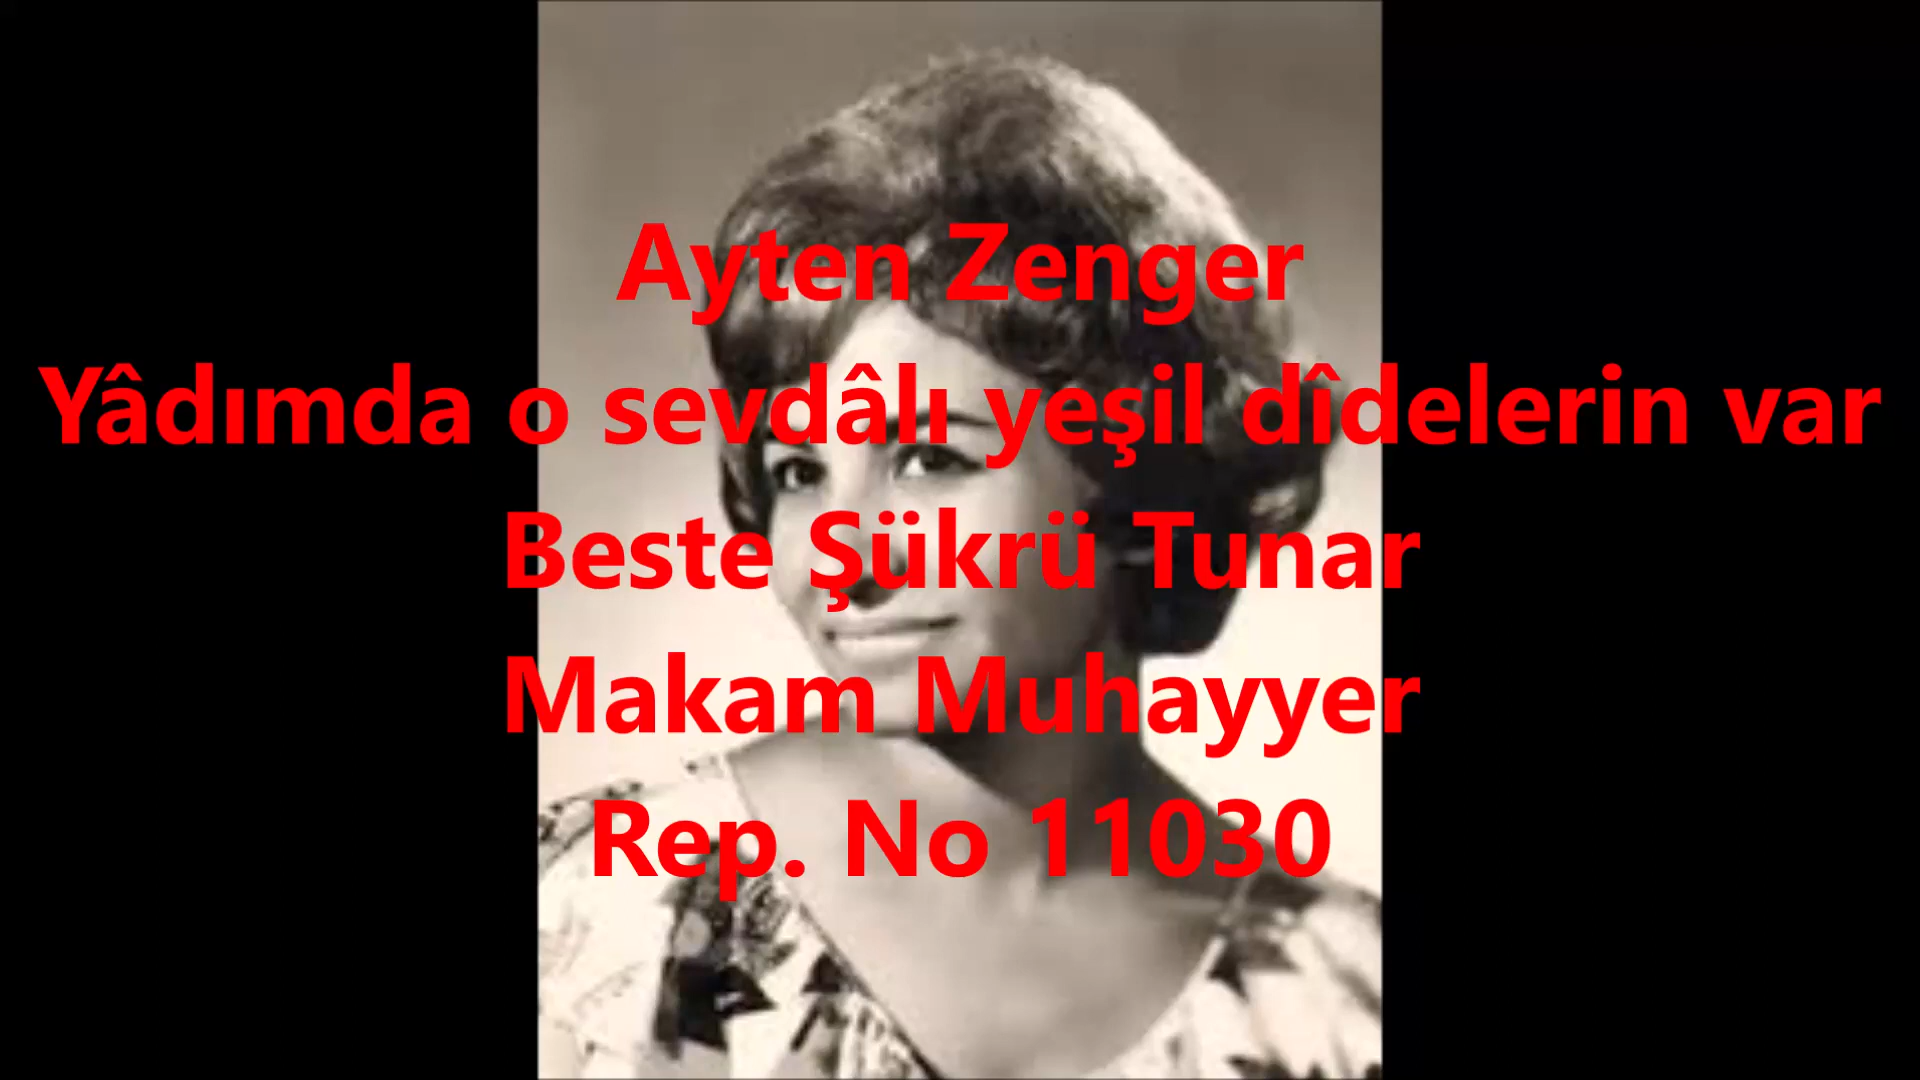 Ayten Zenger
Yâdımda o sevdâlı yeşil dîdelerin var
Beste Şükrü Tunar
Makam Muhayyer
Rep. No 11030